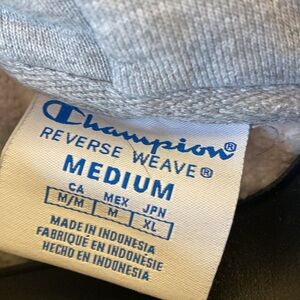 Champion®
REVERSE WEAVE®
MEDIUM
CA MEX JPN
M/M M XL
MADE IN INDONESIA
FABRIQUÉ EN INDONÉSIE
HECHO EN INDONESIA